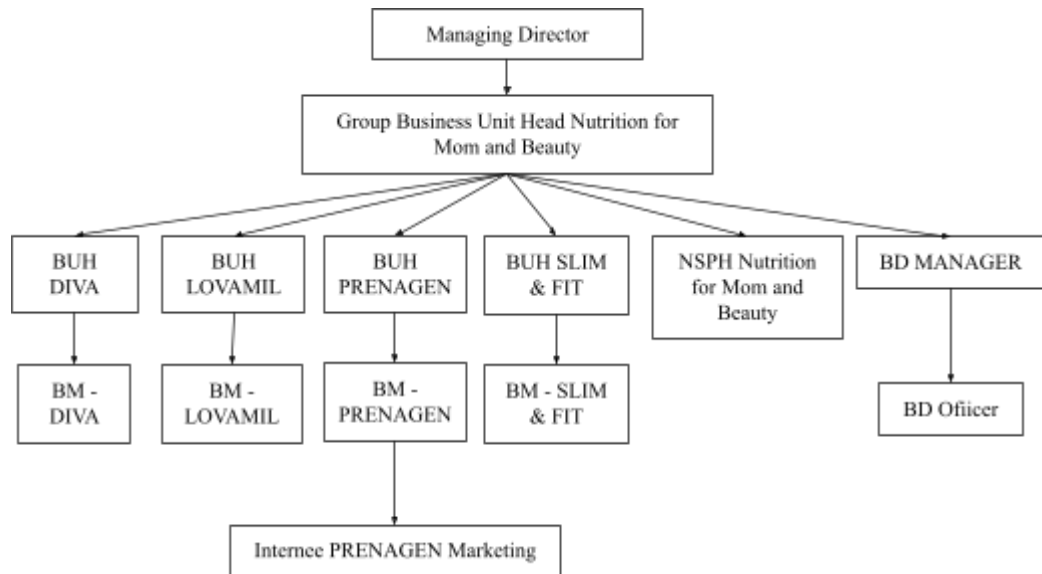 Managing Director
Group Business Unit Head Nutrition for
Mom and Beauty
BUH
DIVA
BUH
LOVAMIL
BUH
PRENAGEN
BUH SLIM
& FIT
NSPH Nutrition
for Mom and
Beauty
BD MANAGER
BM -
DIVA
BM -
LOVAMIL
BM -
PRENAGEN
BM - SLIM
& FIT
BD Ofiicer
Internee PRENAGEN Marketing